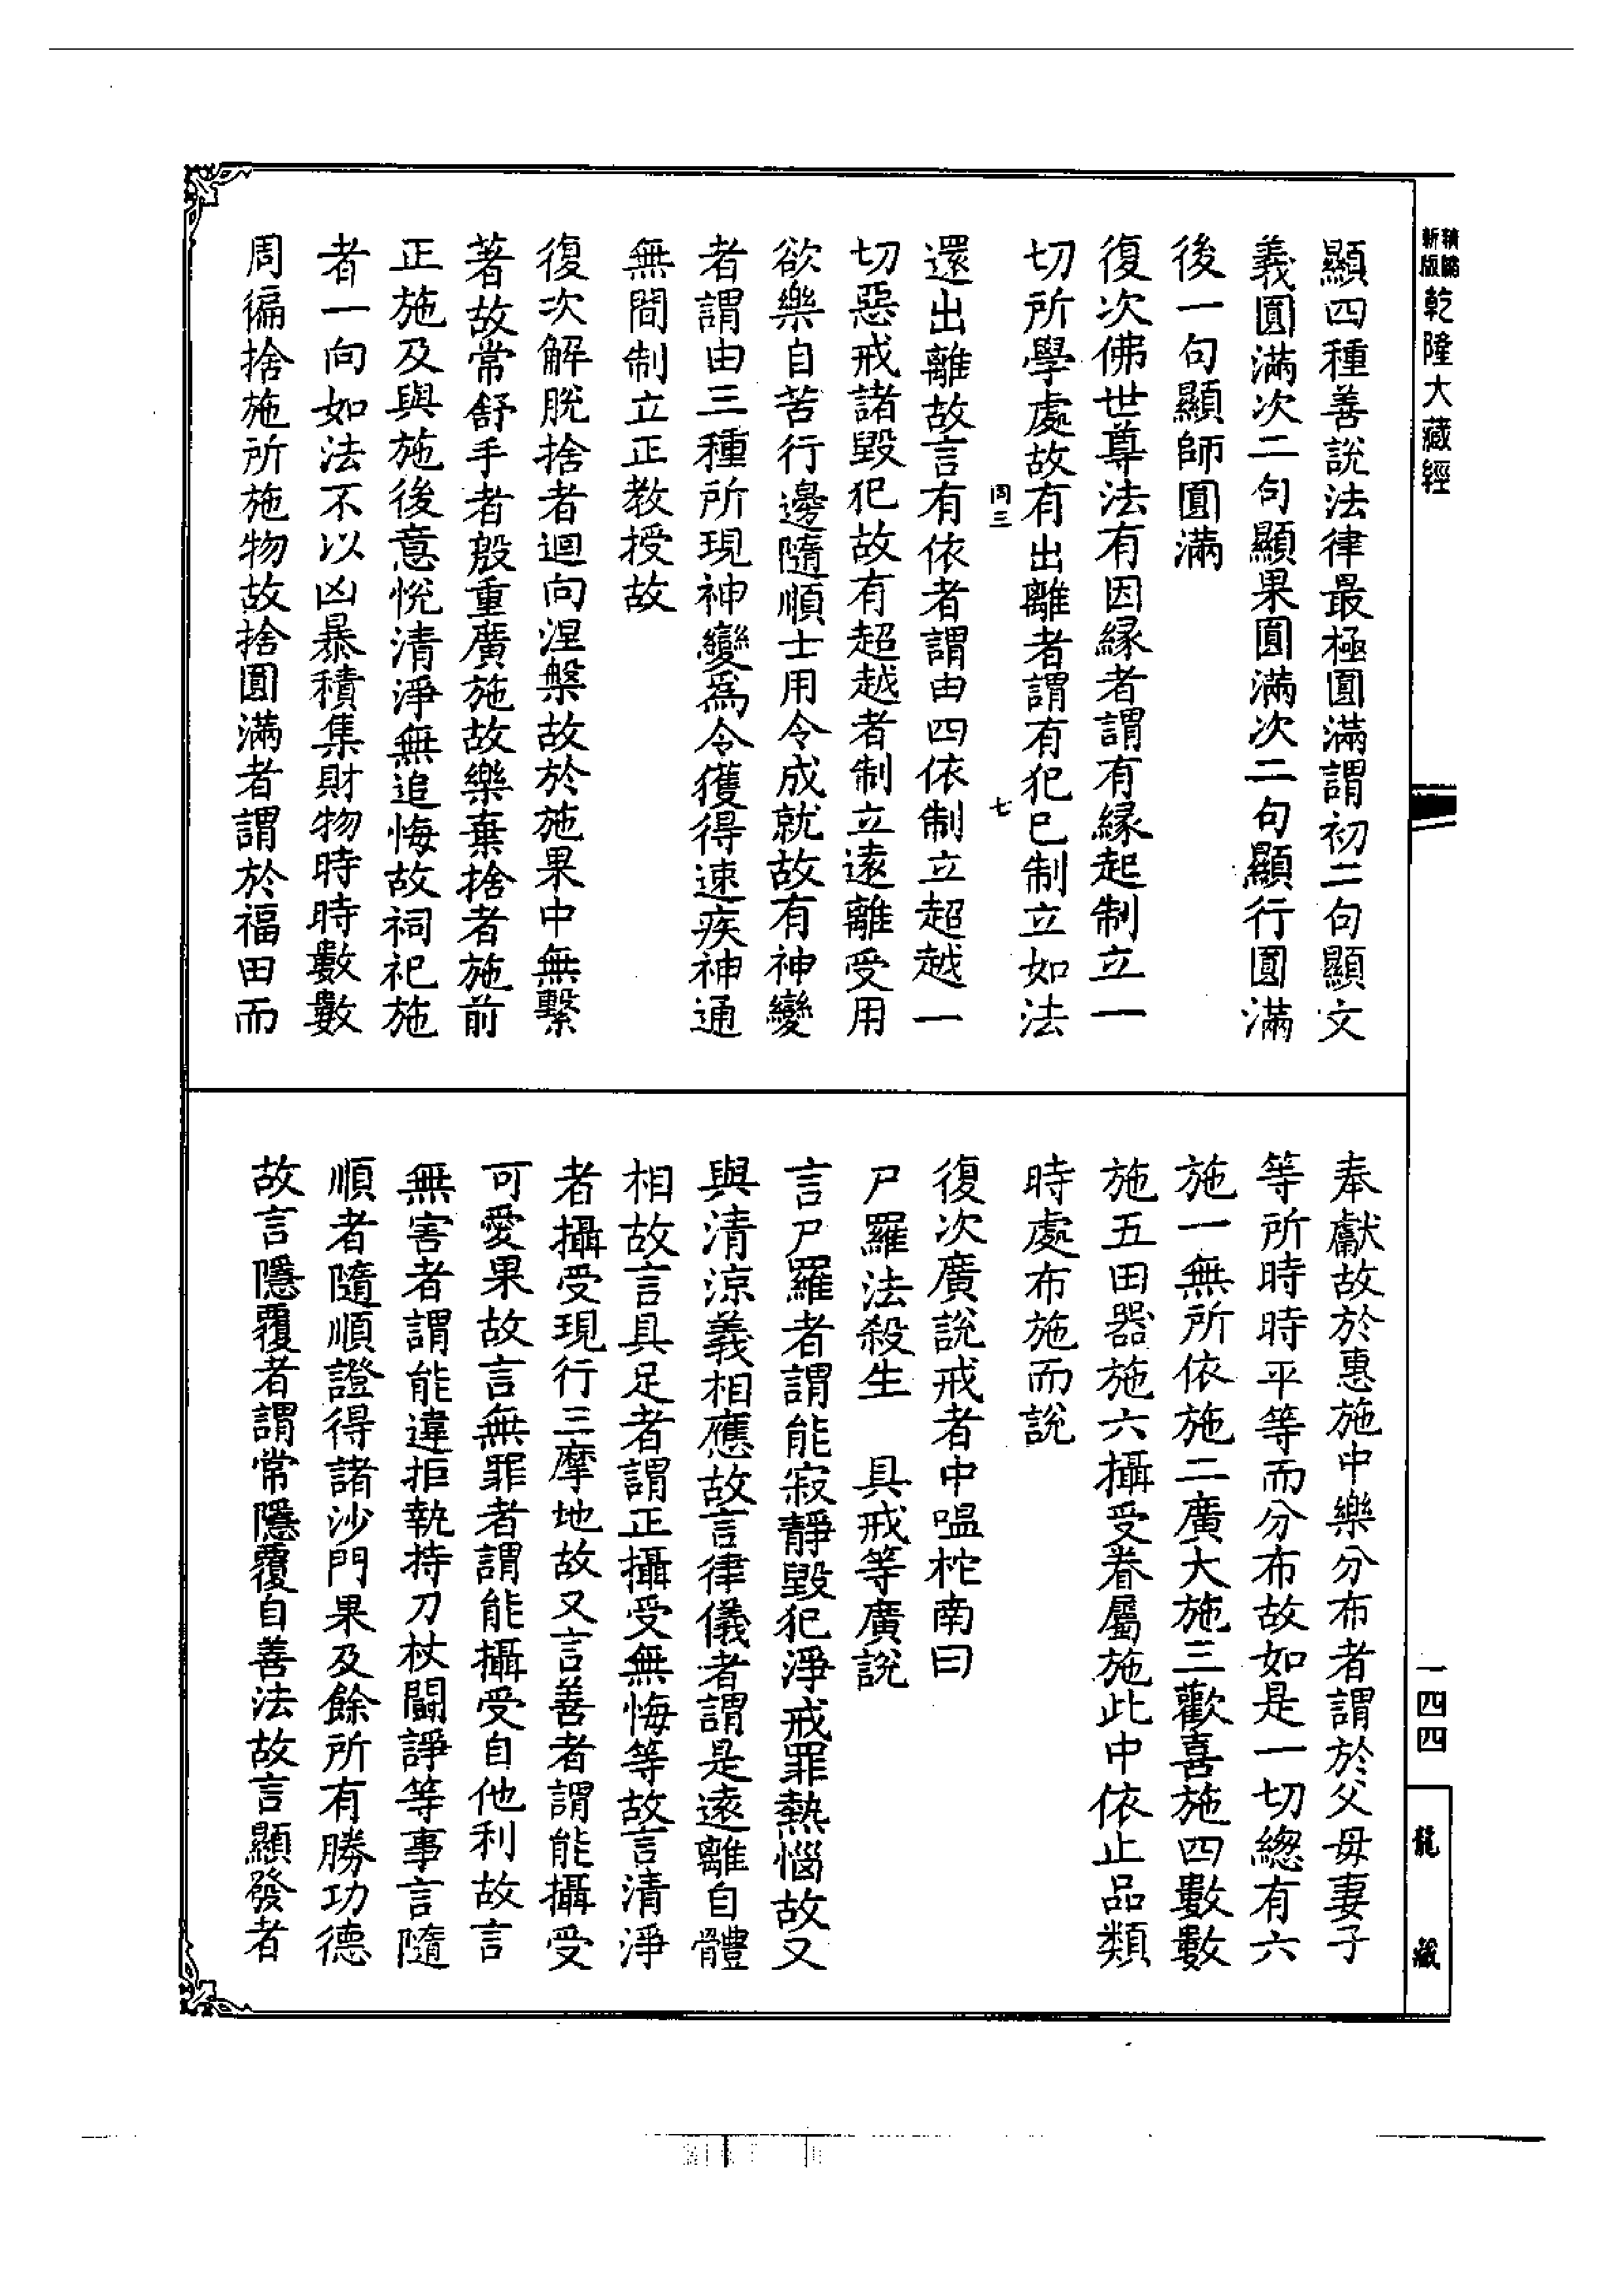 精編
新版
乾隆大藏經
顯四種善說法律最極圓滿謂初二句顯文
義圓滿次二句顯果圓滿次二句顯行圓滿
後一句顯師圓滿
復次佛世尊法有因緣者謂有緣起制立一
切所學處故有出離者謂有犯已制立如法
同三
七
還出離故言有依者謂由四依制立超越一
切惡戒諸毀犯故有超越者制立遠離受用
欲樂自苦行邊隨順士用令成就故有神變
者謂由三種所現神變為令獲得速疾神通
無間制立正教授故
復次解脫捨者迴向涅槃故於施果中無繫
著故常舒手者殷重廣施故樂棄捨者施前
正施及與施後意悅清淨無追悔故祠祀施
者一向如法不以凶暴積集財物時時數數
周徧捨施所施物故捨圓滿者謂於福田而
奉獻故於惠施中樂分布者謂於父母妻子
等所時時平等而分布故如是一切總有六
施一無所依施二廣大施三歡喜施四數數
施五田器施六攝受眷屬施此中依止品類
時處布施而說
復次廣說戒者中嗢柁南曰
尸羅法殺生　具戒等廣說
言尸羅者謂能寂靜毀犯淨戒罪熱惱故又
與清涼義相應故言律儀者謂是遠離自體
相故言具足者謂正攝受無悔等故言清淨
者攝受現行三摩地故又言善者謂能攝受
可愛果故言無罪者謂能攝受自他利故言
無害者謂能違拒執持刀杖鬪諍等事言隨
順者隨順證得諸沙門果及餘所有勝功德
故言隱覆者謂常隱覆自善法故言顯發者
一四四
龍藏